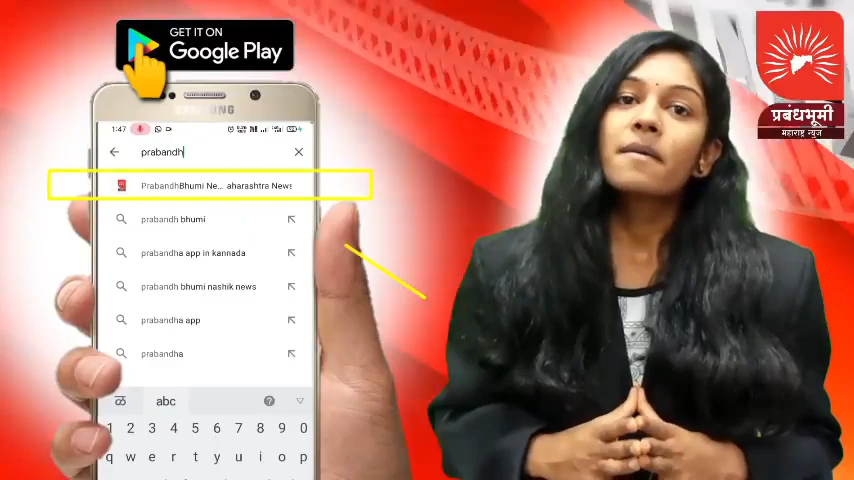 GET IT ON
Google Play
SAMSUNG
1:47
prabandh
PrabandhBhumi Ne... aharashtra News
prabandh bhumi
prabandha app in kannada
prabandh bhumi nashik news
prabandha app
prabandha
abc
1 2 3 4 5 6 7 8 9 0
q w e r t y u i o p
प्रबंधभूमी
महाराष्ट्र न्यूज